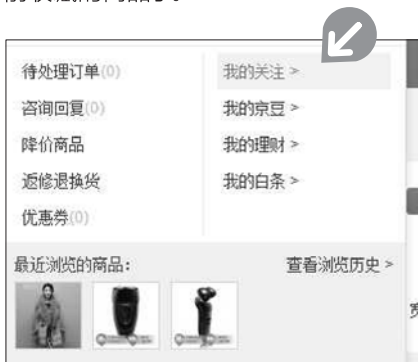 待处理订单(0)
咨询回复(0)
降价商品
返修退换货
优惠券(0)
我的关注 >
我的京豆 >
我的理财 >
我的白条 >
最近浏览的商品：
查看浏览历史 >